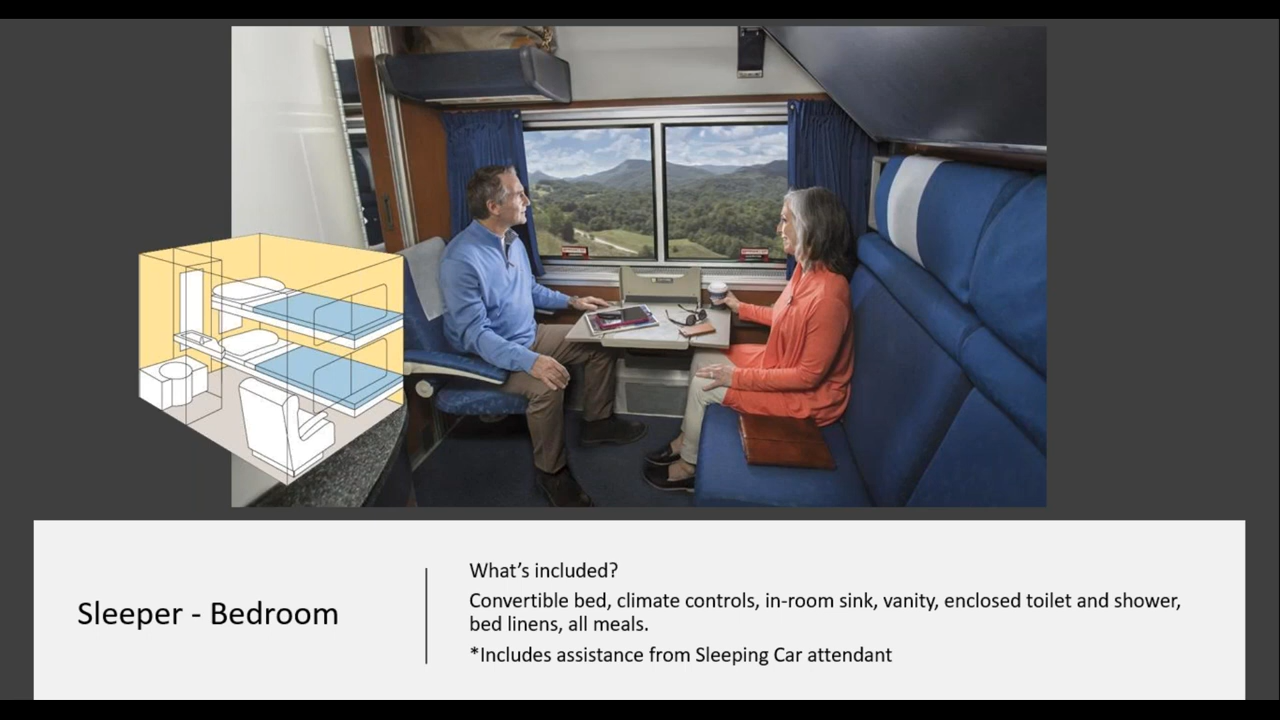 Sleeper - Bedroom
What’s included?
Convertible bed, climate controls, in-room sink, vanity, enclosed toilet and shower,
bed linens, all meals.
*Includes assistance from Sleeping Car attendant